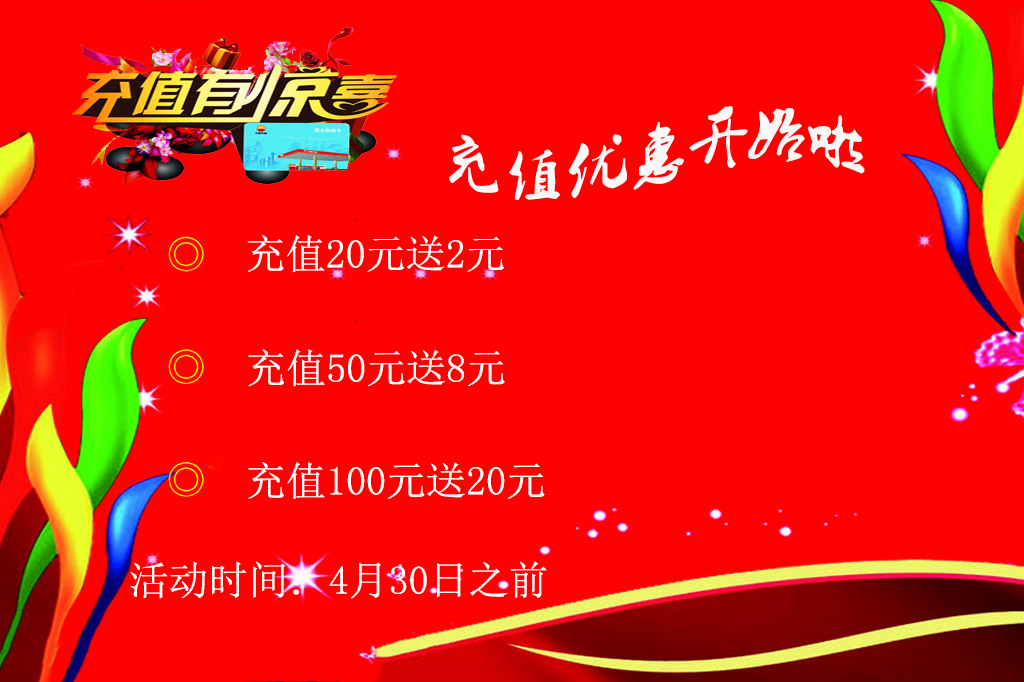 充值有惊喜
充值优惠开始啦
◎ 充值20元送2元
◎ 充值50元送8元
◎ 充值100元送20元
活动时间：4月30日之前